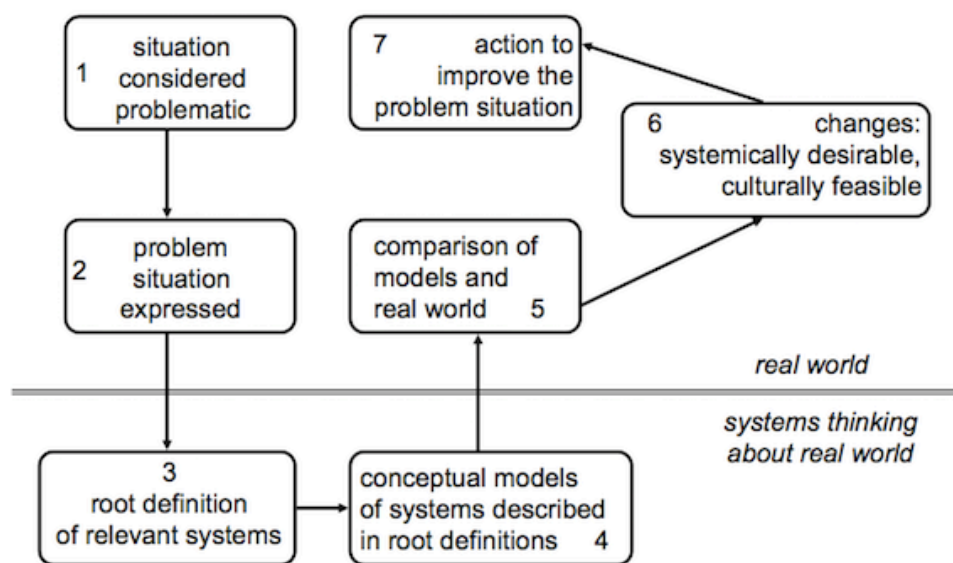 1
situation
considered
problematic
2
problem
situation
expressed
3
root definition
of relevant systems
conceptual models
of systems described
in root definitions 4
comparison of
models and
real world 5
6 changes:
systemically desirable,
culturally feasible
7 action to
improve the
problem situation
real world
systems thinking
about real world